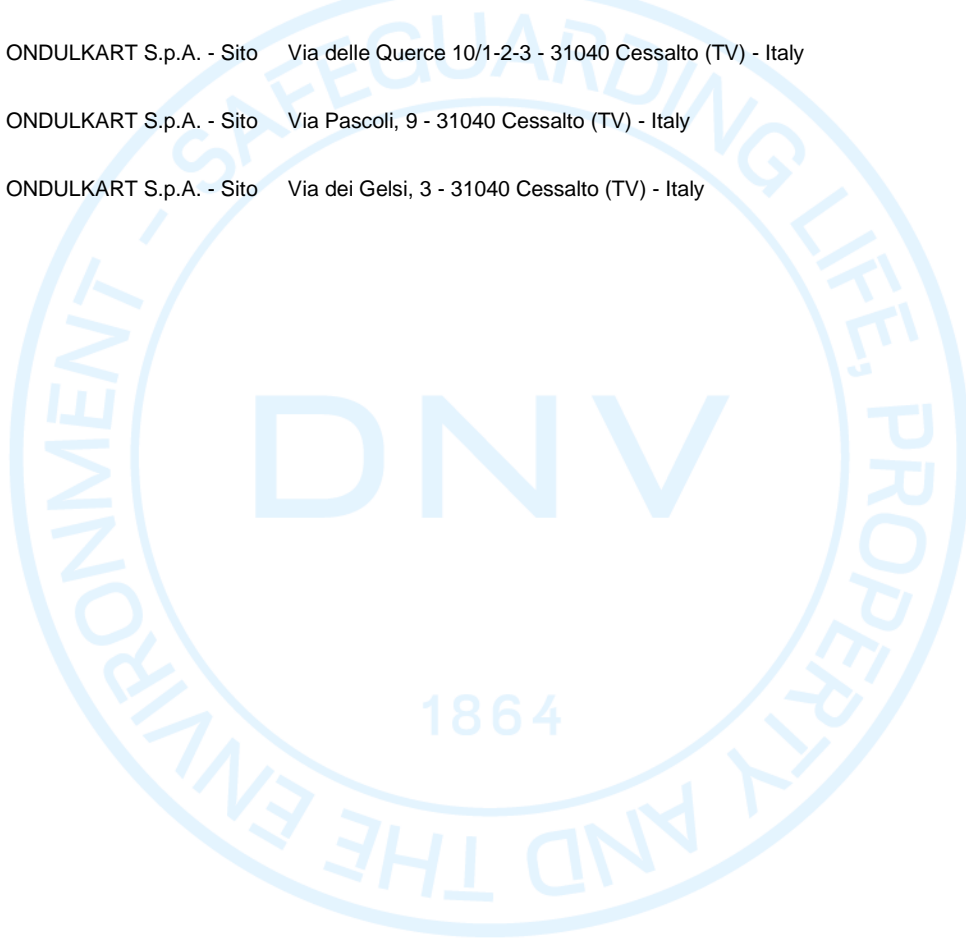 ONDULKART S.p.A. - Sito Via delle Querce 10/1-2-3 - 31040 Cessalto (TV) - Italy
ONDULKART S.p.A. - Sito Via Pascoli, 9 - 31040 Cessalto (TV) - Italy
ONDULKART S.p.A. - Sito Via dei Gelsi, 3 - 31040 Cessalto (TV) - Italy
SAFEGUARDING LIFE, PROPERTY AND THE ENVIRONMENT -
DNV
1864